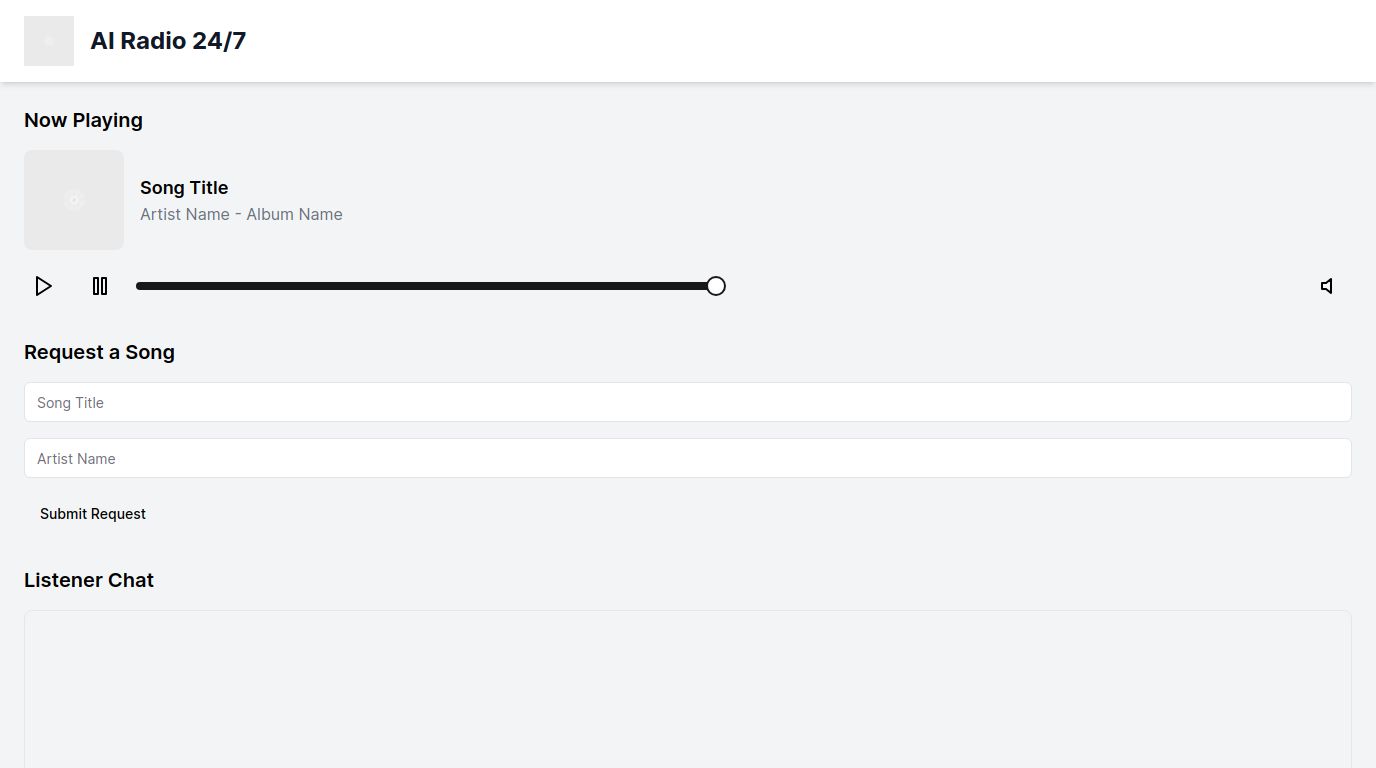 AI Radio 24/7
Now Playing
Song Title
Artist Name - Album Name
Request a Song
Song Title
Artist Name
Submit Request
Listener Chat